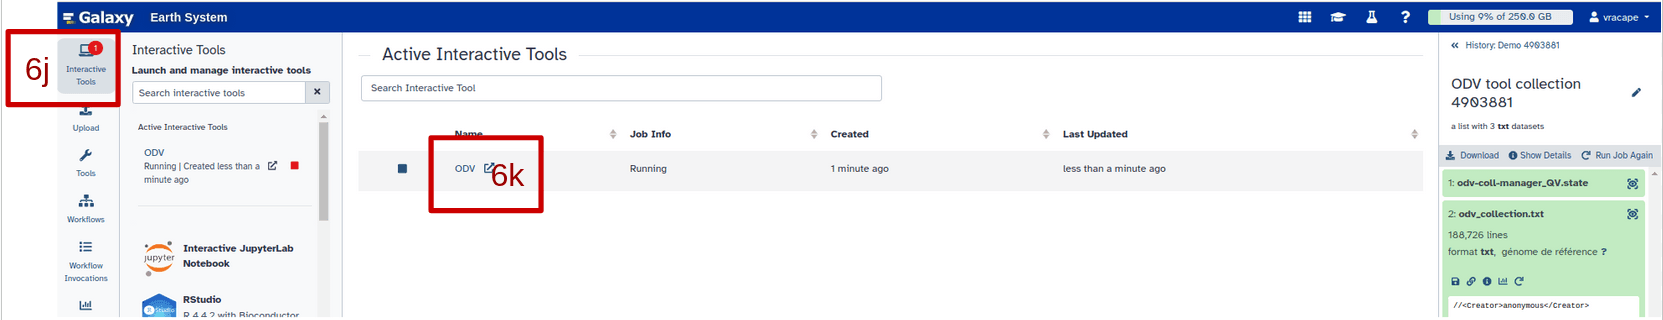 Galaxy Earth System
Using 9% of 250.0 GB
vracape
6j
1
Interactive
Tools
Upload
Tools
Workflows
Workflow
Invocations
Interactive Tools
Launch and manage interactive tools
Search interactive tools
Active Interactive Tools
ODV
Running | Created less than a
minute ago
Interactive JupyterLab
Notebook
jupyter
RStudio
R 4.4.2 with Bioconductor
R Studio
Active Interactive Tools
Search Interactive Tool
Name Job Info Created Last Updated
ODV Running 1 minute ago less than a minute ago
6k
« History: Demo 4903881
ODV tool collection
4903881
a list with 3 txt datasets
Download Show Details Run Job Again
1: odv-coll-manager_QV.state
2: odv_collection.txt
188,726 lines
format txt, génome de référence ?
//<Creator>anonymous</Creator>